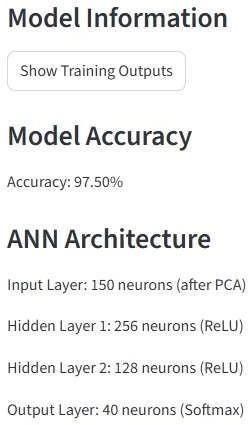 Model Information
Show Training Outputs
Model Accuracy
Accuracy: 97.50%
ANN Architecture
Input Layer: 150 neurons (after PCA)
Hidden Layer 1: 256 neurons (ReLU)
Hidden Layer 2: 128 neurons (ReLU)
Output Layer: 40 neurons (Softmax)